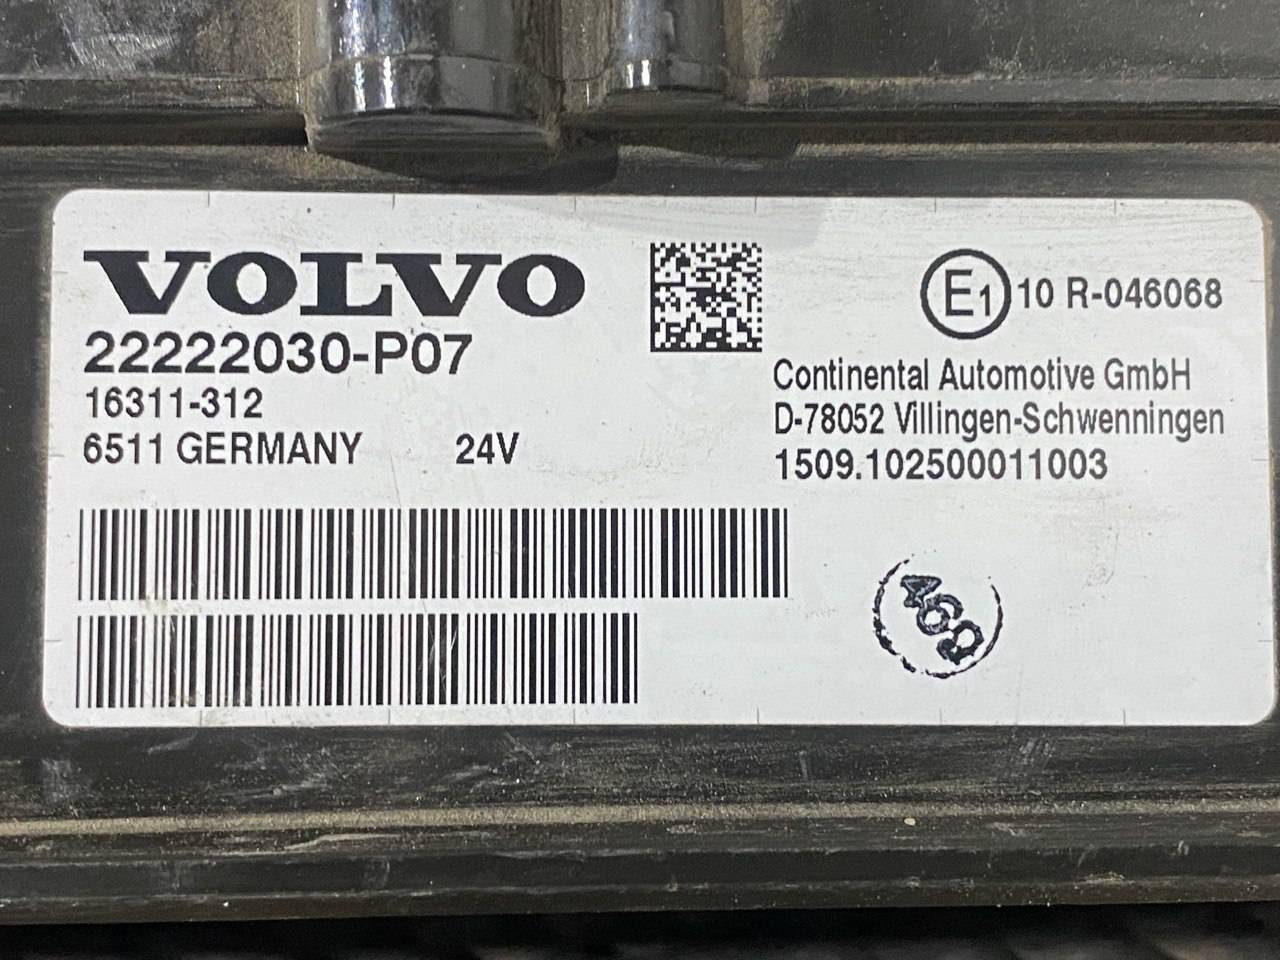 VOLVO
22222030-P07
16311-312
6511 GERMANY 24V
E1 10 R-046068
Continental Automotive GmbH
D-78052 Villingen-Schwenningen
1509.102500011003